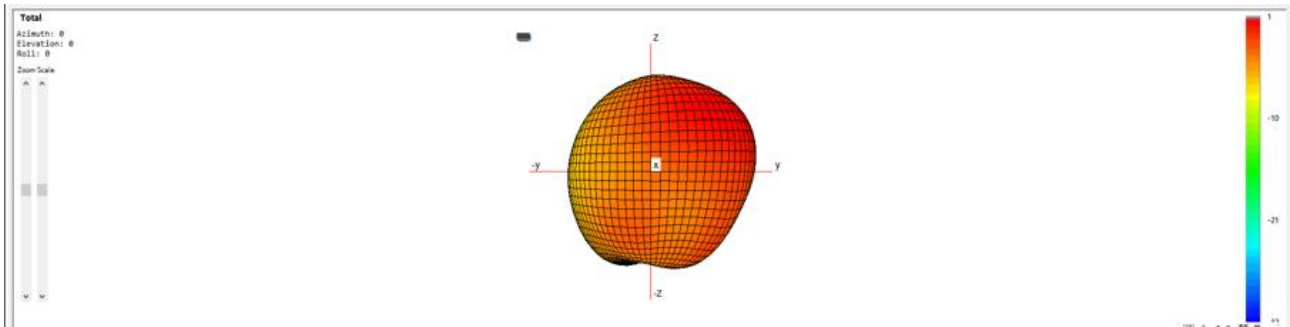 Total
Azimuth: 0
Elevation: 0
Roll: 0
Zoom Scale
z
-y
x
y
-z
1
-10
-21